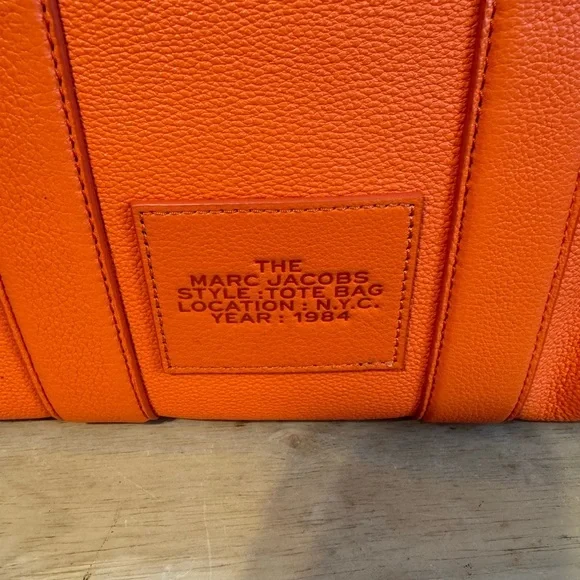 THE
MARC JACOBS
STYLE : TOTE BAG
LOCATION : N.Y.C.
YEAR : 1984